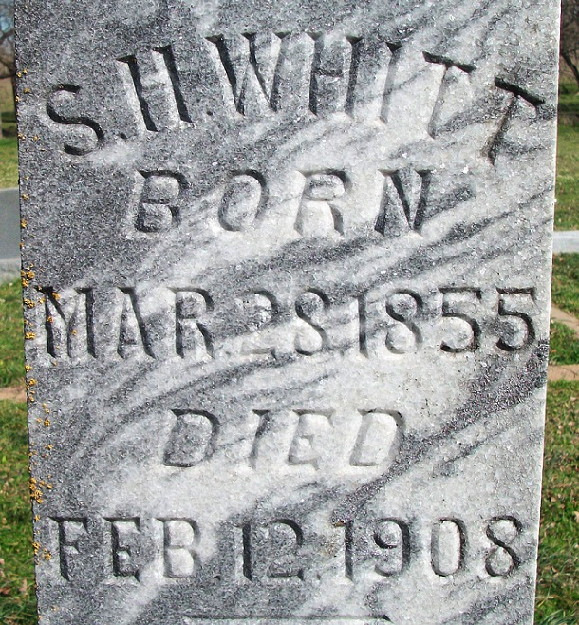 S.H.WHITT
BORN
MAR.28.1855
DIED
FEB.12.1908